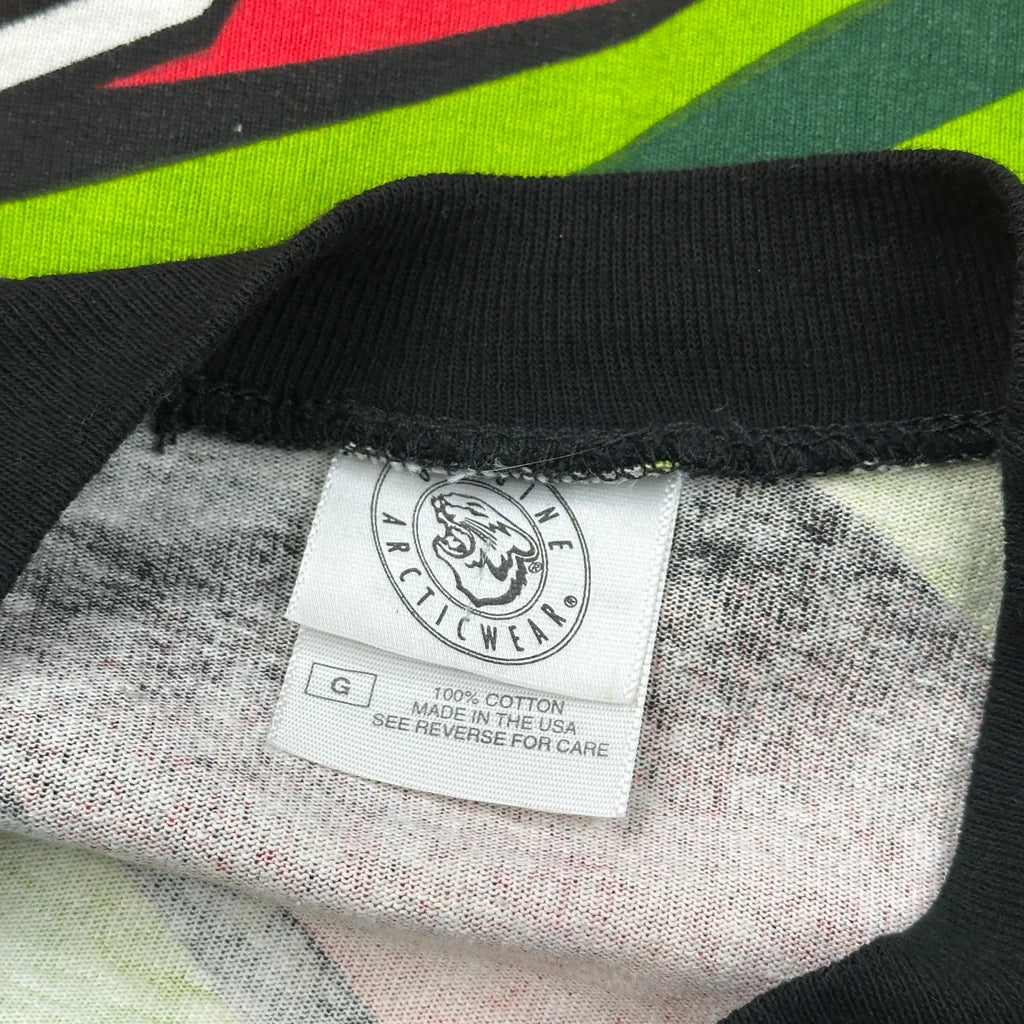 ARCTICWEAR®
®
G
100% COTTON
MADE IN THE USA
SEE REVERSE FOR CARE